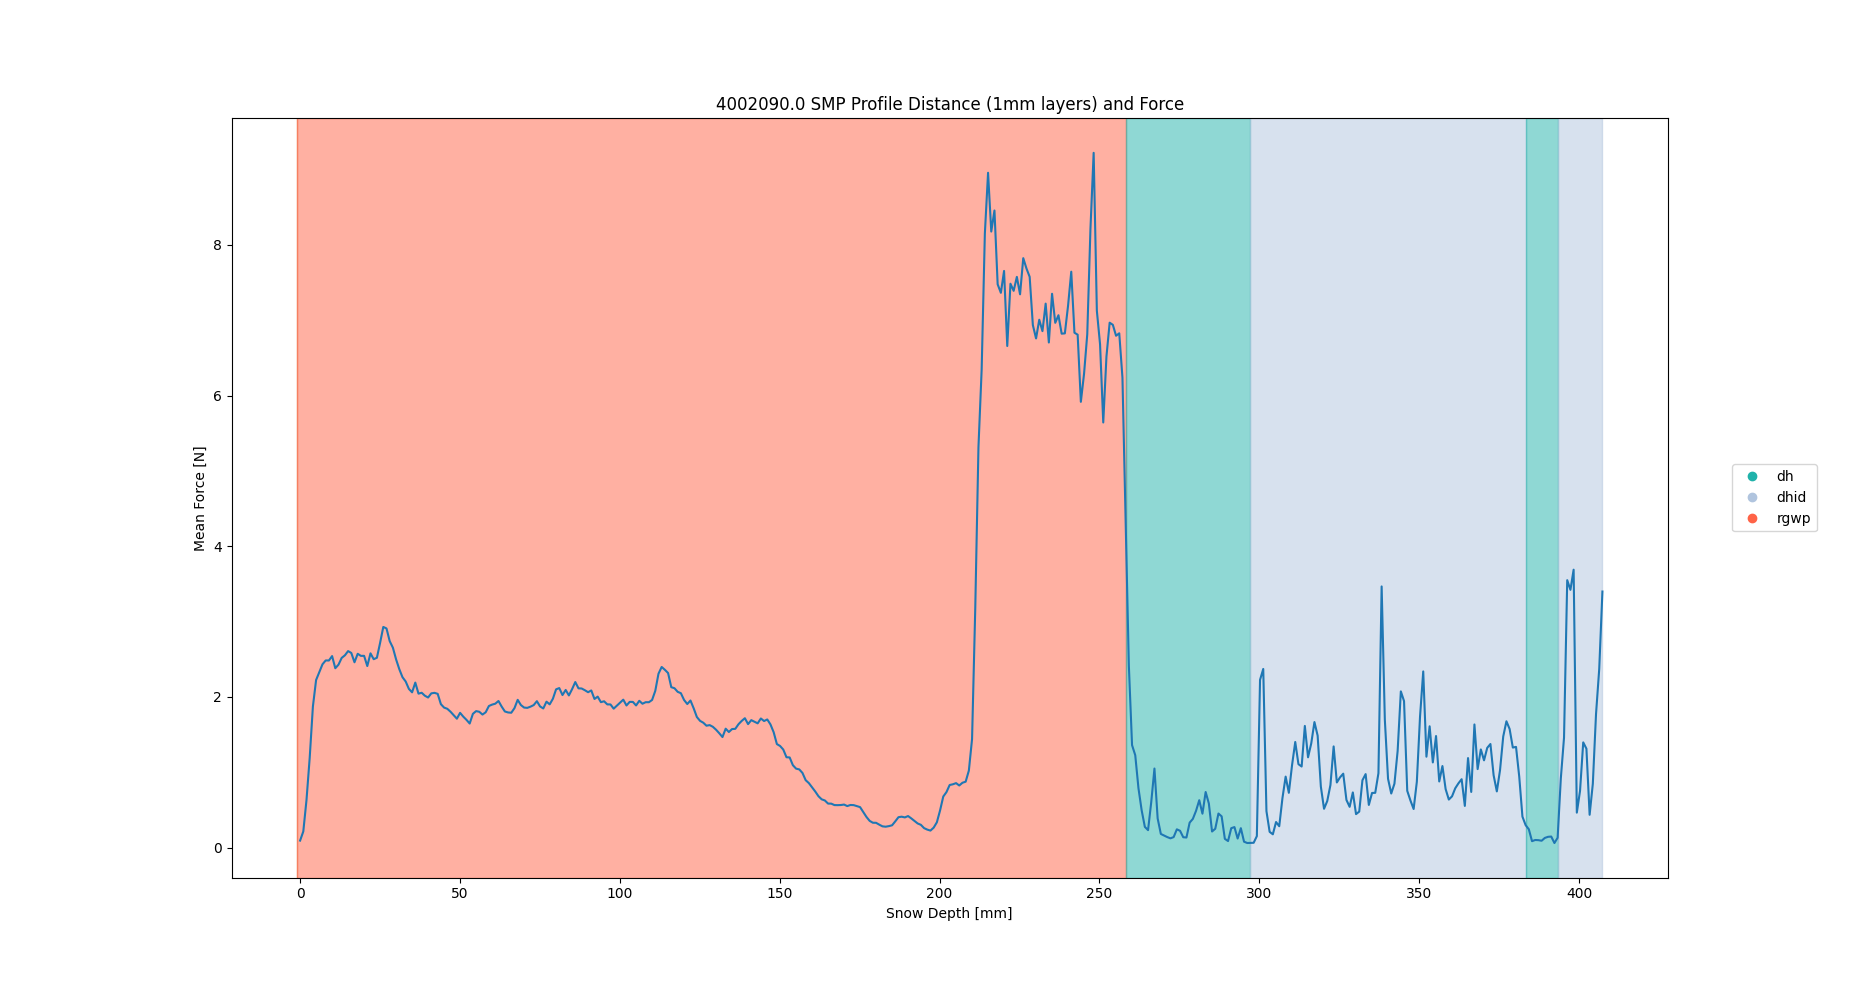 4002090.0 SMP Profile Distance (1mm layers) and Force
Mean Force [N]
8
6
4
2
0
0 50 100 150 200 250 300 350 400
Snow Depth [mm]
dh
dhid
rgwp